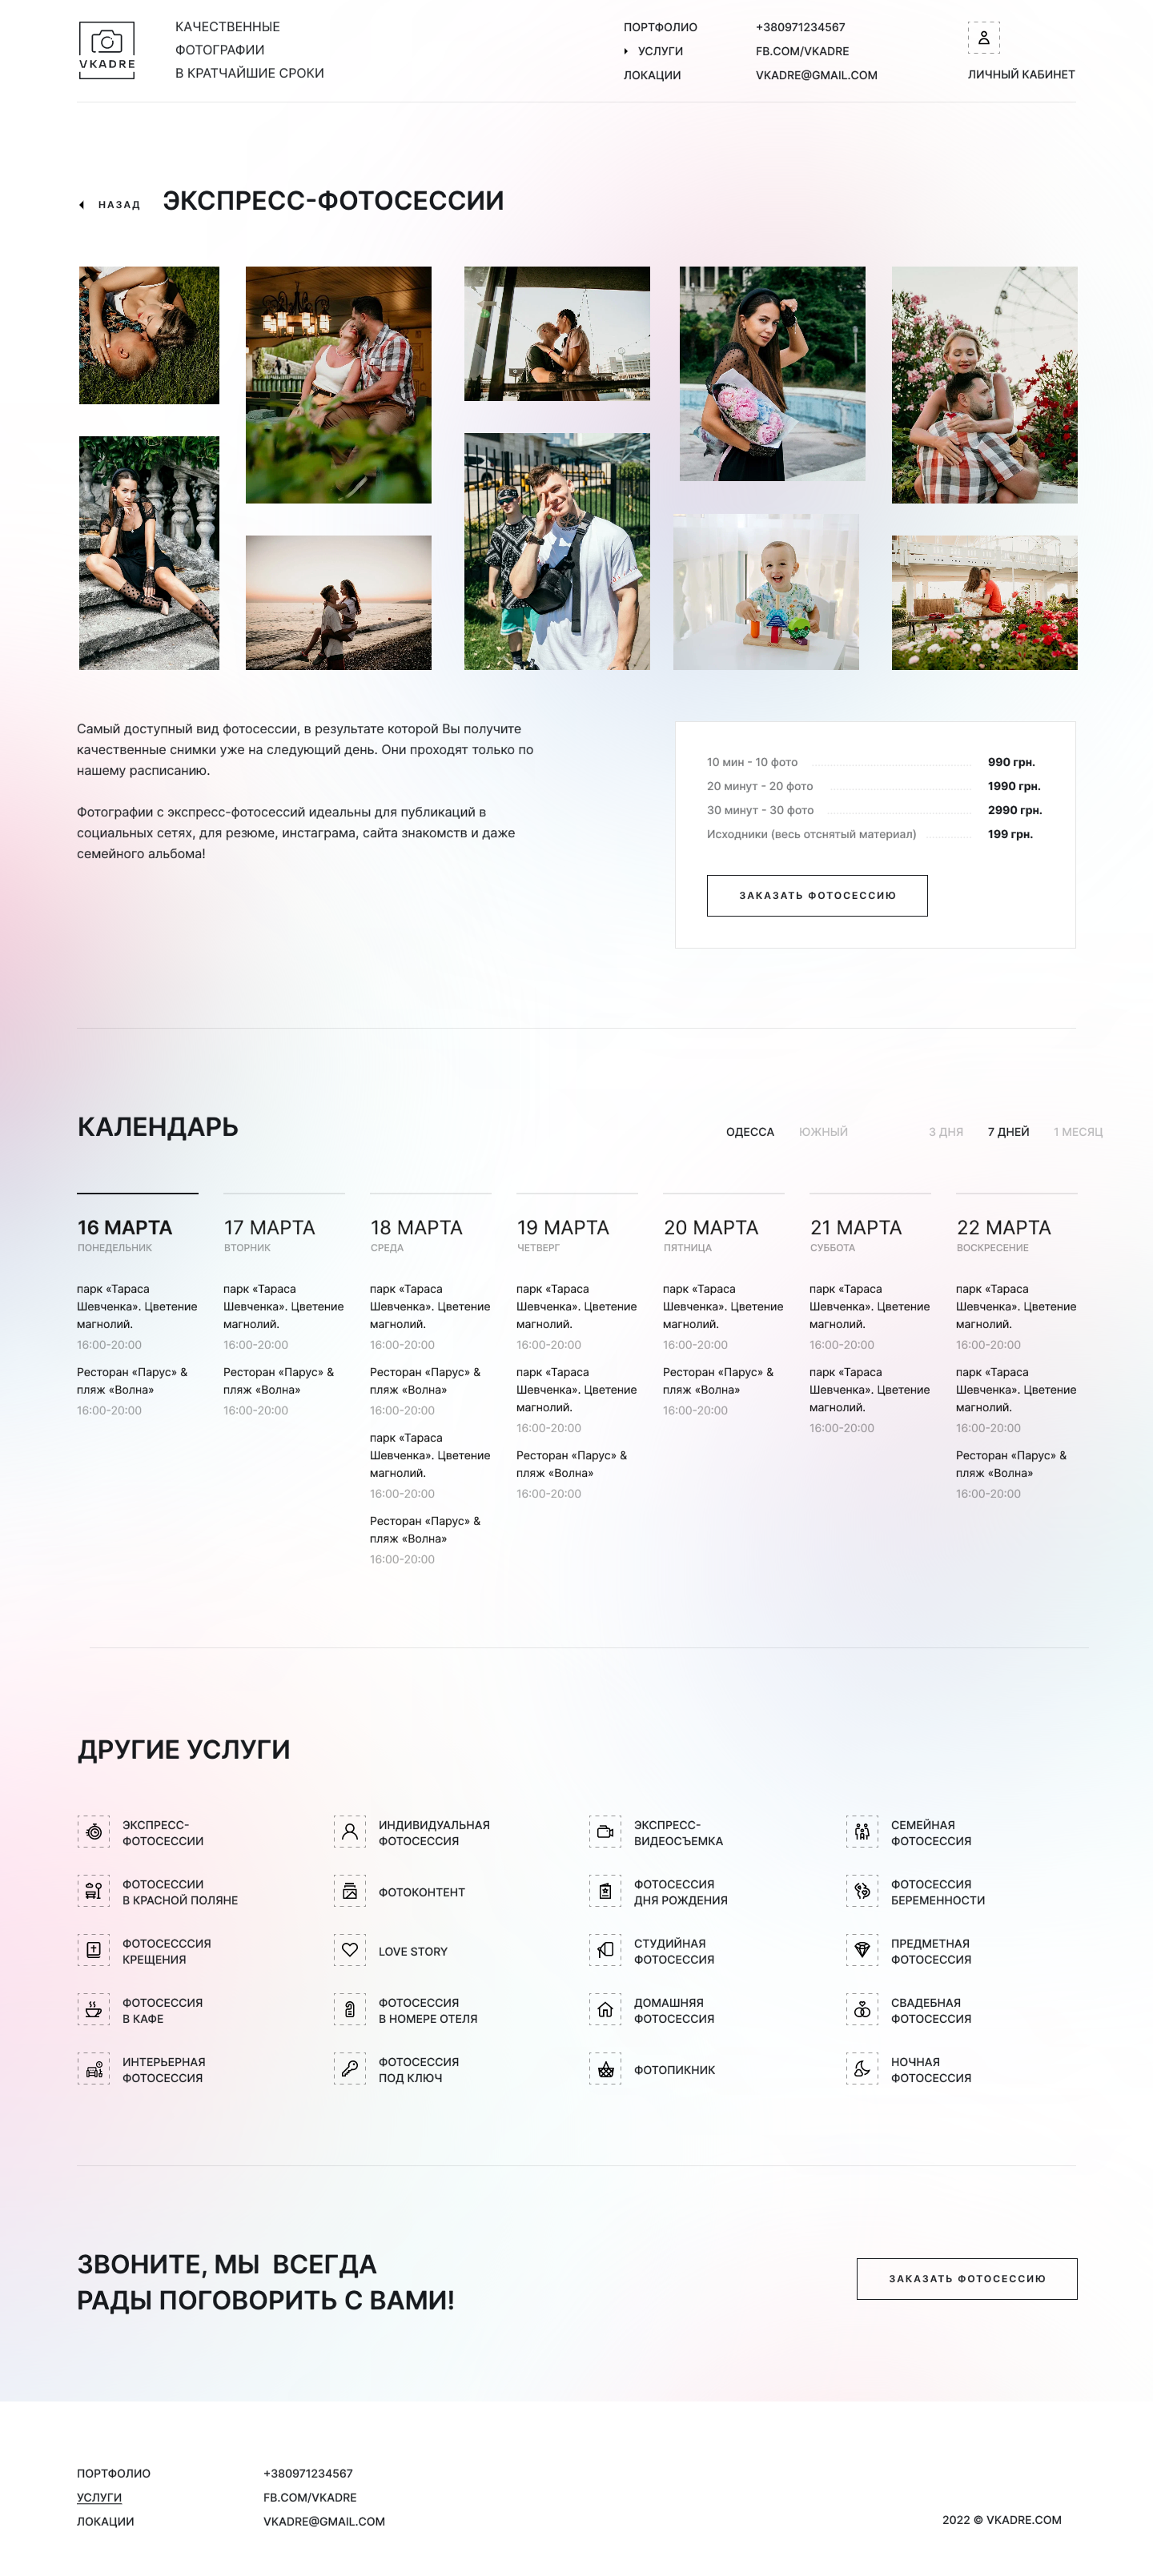 VKADRE
КАЧЕСТВЕННЫЕ
ФОТОГРАФИИ
В КРАТЧАЙШИЕ СРОКИ
ПОРТФОЛИО
УСЛУГИ
ЛОКАЦИИ
+380971234567
FB.COM/VKADRE
VKADRE@GMAIL.COM
ЛИЧНЫЙ КАБИНЕТ
НАЗАД
ЭКСПРЕСС-ФОТОСЕССИИ
Самый доступный вид фотосессии, в результате которой Вы получите
качественные снимки уже на следующий день. Они проходят только по
нашему расписанию.
Фотографии с экспресс-фотосессий идеальны для публикаций в
социальных сетях, для резюме, инстаграма, сайта знакомств и даже
семейного альбома!
10 мин - 10 фото 990 грн.
20 минут - 20 фото 1990 грн.
30 минут - 30 фото 2990 грн.
Исходники (весь отснятый материал) 199 грн.
ЗАКАЗАТЬ ФОТОСЕССИЮ
КАЛЕНДАРЬ
ОДЕССА ЮЖНЫЙ 3 ДНЯ 7 ДНЕЙ 1 МЕСЯЦ
16 МАРТА
ПОНЕДЕЛЬНИК
парк «Тараса
Шевченка». Цветение
магнолий.
16:00-20:00
Ресторан «Парус» &
пляж «Волна»
16:00-20:00
17 МАРТА
ВТОРНИК
парк «Тараса
Шевченка». Цветение
магнолий.
16:00-20:00
Ресторан «Парус» &
пляж «Волна»
16:00-20:00
18 МАРТА
СРЕДА
парк «Тараса
Шевченка». Цветение
магнолий.
16:00-20:00
Ресторан «Парус» &
пляж «Волна»
16:00-20:00
парк «Тараса
Шевченка». Цветение
магнолий.
16:00-20:00
Ресторан «Парус» &
пляж «Волна»
16:00-20:00
19 МАРТА
ЧЕТВЕРГ
парк «Тараса
Шевченка». Цветение
магнолий.
16:00-20:00
парк «Тараса
Шевченка». Цветение
магнолий.
16:00-20:00
Ресторан «Парус» &
пляж «Волна»
16:00-20:00
20 МАРТА
ПЯТНИЦА
парк «Тараса
Шевченка». Цветение
магнолий.
16:00-20:00
Ресторан «Парус» &
пляж «Волна»
16:00-20:00
21 МАРТА
СУББОТА
парк «Тараса
Шевченка». Цветение
магнолий.
16:00-20:00
парк «Тараса
Шевченка». Цветение
магнолий.
16:00-20:00
22 МАРТА
ВОСКРЕСЕНИЕ
парк «Тараса
Шевченка». Цветение
магнолий.
16:00-20:00
парк «Тараса
Шевченка». Цветение
магнолий.
16:00-20:00
Ресторан «Парус» &
пляж «Волна»
16:00-20:00
ДРУГИЕ УСЛУГИ
ЭКСПРЕСС-
ФОТОСЕССИИ
ИНДИВИДУАЛЬНАЯ
ФОТОСЕССИЯ
ЭКСПРЕСС-
ВИДЕОСЪЕМКА
СЕМЕЙНАЯ
ФОТОСЕССИЯ
ФОТОСЕССИИ
В КРАСНОЙ ПОЛЯНЕ
ФОТОКОНТЕНТ
ФОТОСЕССИЯ
ДНЯ РОЖДЕНИЯ
ФОТОСЕССИЯ
БЕРЕМЕННОСТИ
ФОТОСЕСССИЯ
КРЕЩЕНИЯ
LOVE STORY
СТУДИЙНАЯ
ФОТОСЕССИЯ
ПРЕДМЕТНАЯ
ФОТОСЕССИЯ
ФОТОСЕССИЯ
В КАФЕ
ФОТОСЕССИЯ
В НОМЕРЕ ОТЕЛЯ
ДОМАШНЯЯ
ФОТОСЕССИЯ
СВАДЕБНАЯ
ФОТОСЕССИЯ
ИНТЕРЬЕРНАЯ
ФОТОСЕССИЯ
ФОТОСЕССИЯ
ПОД КЛЮЧ
ФОТОПИКНИК
НОЧНАЯ
ФОТОСЕССИЯ
ЗВОНИТЕ, МЫ ВСЕГДА
РАДЫ ПОГОВОРИТЬ С ВАМИ!
ЗАКАЗАТЬ ФОТОСЕССИЮ
ПОРТФОЛИО
УСЛУГИ
ЛОКАЦИИ
+380971234567
FB.COM/VKADRE
VKADRE@GMAIL.COM
2022 © VKADRE.COM